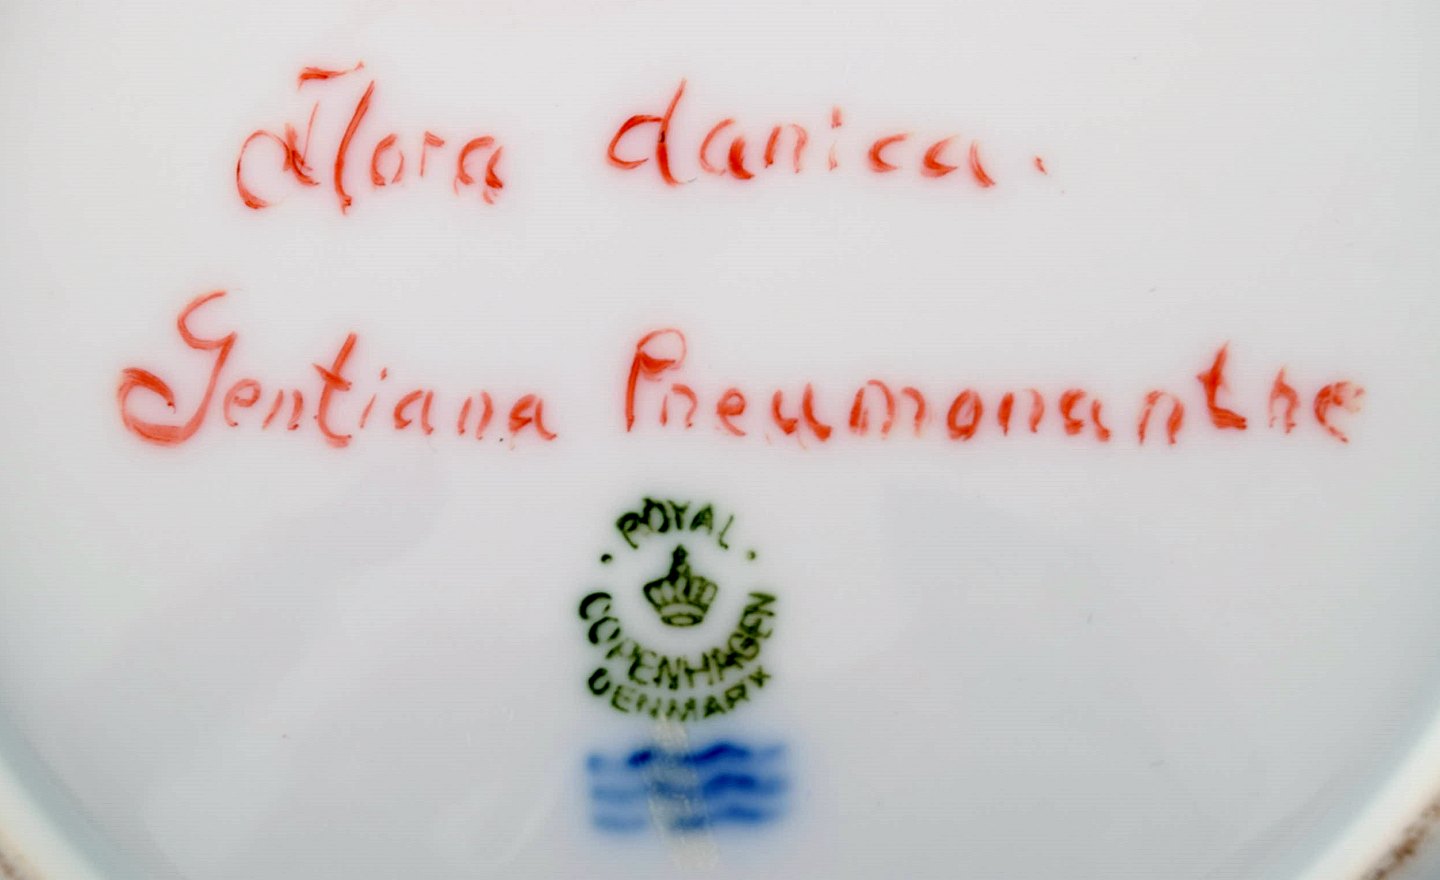 Flora danica.
Gentiana Pneumonanthe
· ROYAL ·
COPENHAGEN
DENMARK